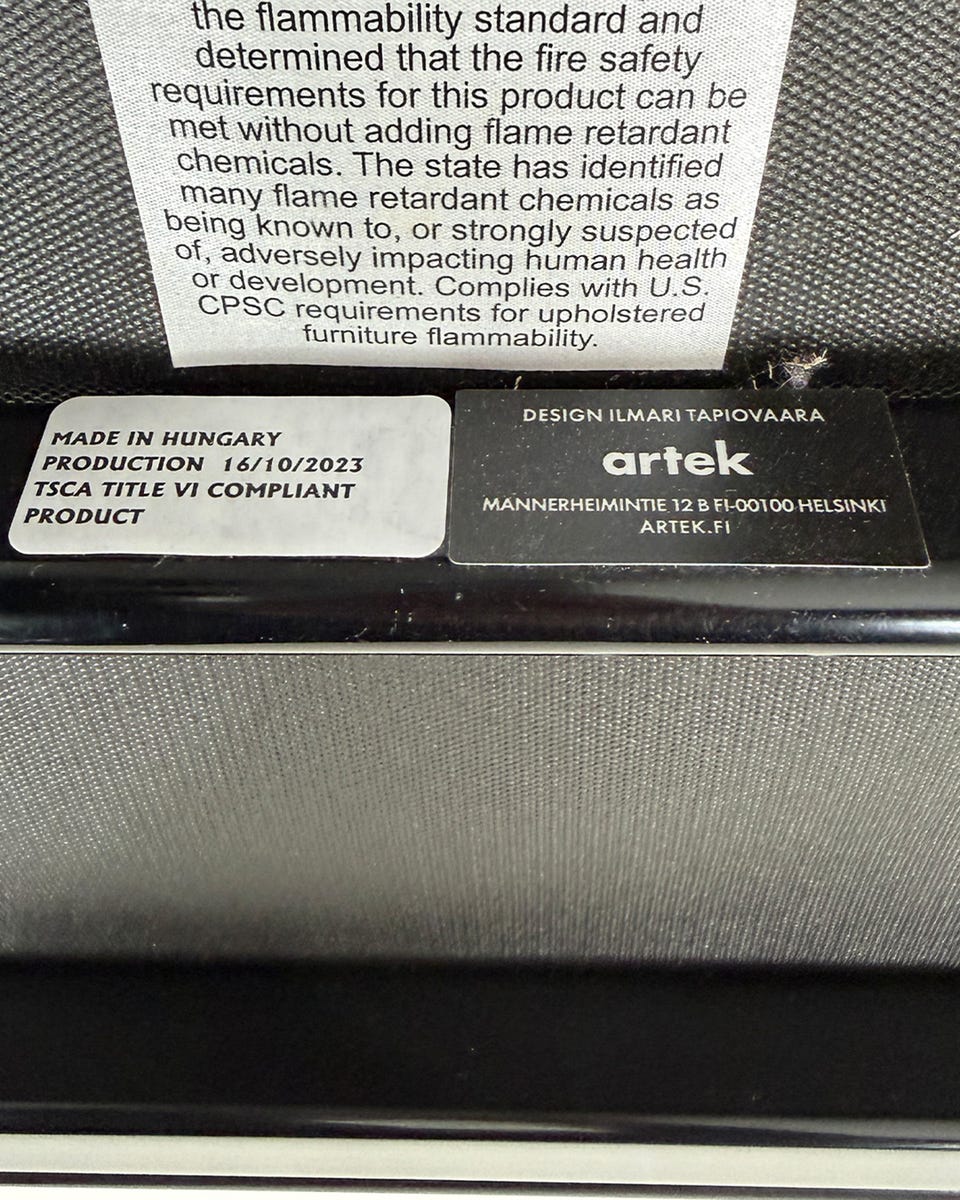 the flammability standard and
determined that the fire safety
requirements for this product can be
met without adding flame retardant
chemicals. The state has identified
many flame retardant chemicals as
being known to, or strongly suspected
of, adversely impacting human health
or development. Complies with U.S.
CPSC requirements for upholstered
furniture flammability.
MADE IN HUNGARY
PRODUCTION 16/10/2023
TSCA TITLE VI COMPLIANT
PRODUCT
DESIGN ILMARI TAPIOVAARA
artek
MANNERHEIMINTIE 12 B FI-00100 HELSINKI
ARTEK.FI